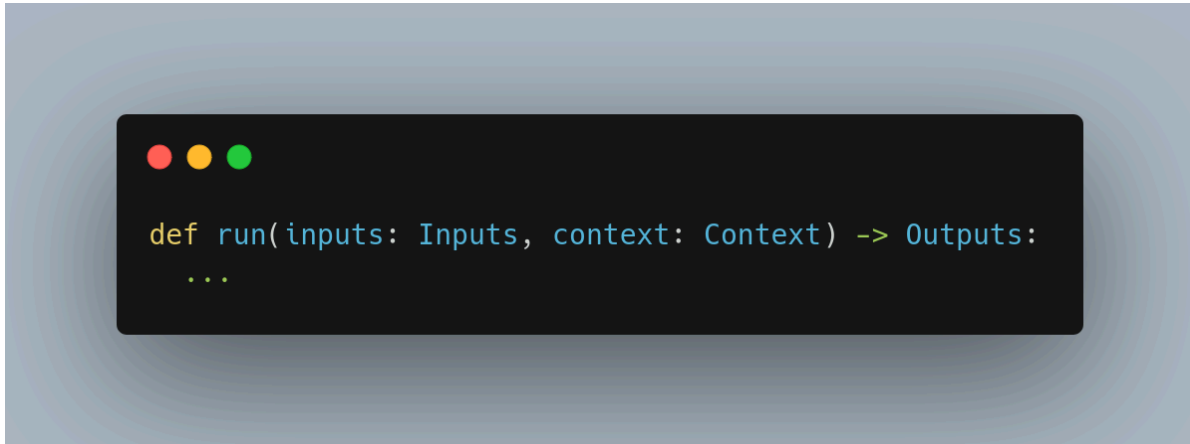 def run(inputs: Inputs, context: Context) -> Outputs:
  ...